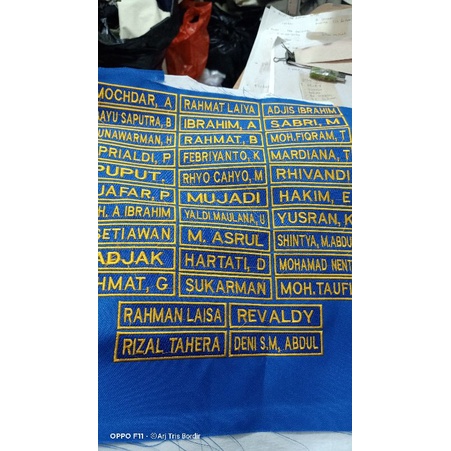 MOCHDAR, A RAHMAT LAIYA ADJIS IBRAHIM
AYU SAPUTRA, B IBRAHIM, A SABRI, M
UNAWARMAN, H RAHMAT, B MOH.FIQRAM, T
PRIALDI, P FEBRIYANTO, K MARDIANA, T
PUPUT RHYO CAHYO, M RHIVANDI
JAFAR, P MUJADI HAKIM, E
H. A IBRAHIM YALDI MAULANA, U YUSRAN, K
SETIAWAN M. ASRUL SHINTYA, M.ABDU
ADJAK HARTATI, D MOHAMAD NENT
HMAT, G SUKARMAN MOH.TAUFI
RAHMAN LAISA REVALDY
RIZAL TAHERA DENI S.M, ABDUL
OPPO F11 · ©Arj Tris Bordir